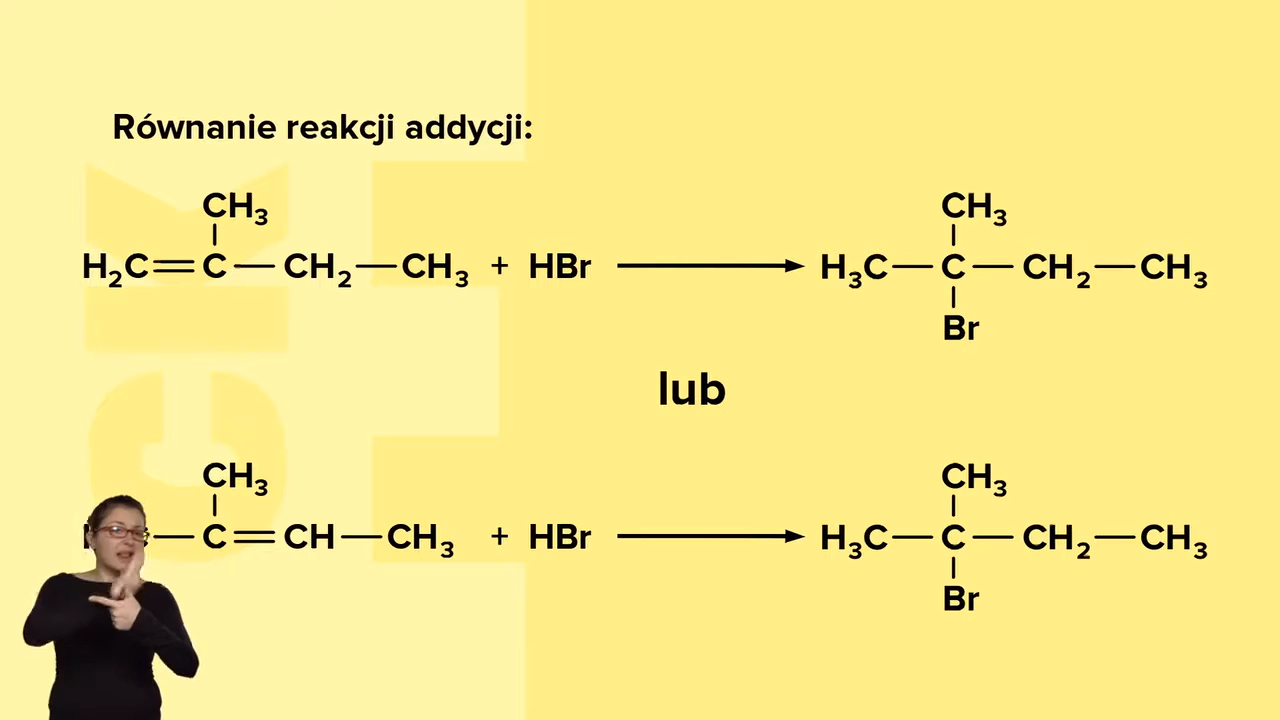 Równanie reakcji addycji:
CH₃
H₂C=C—CH₂—CH₃ + HBr → H₃C—C—CH₂—CH₃
CH₃
Br
lub
CH₃
—C=CH—CH₃ + HBr → H₃C—C—CH₂—CH₃
CH₃
Br